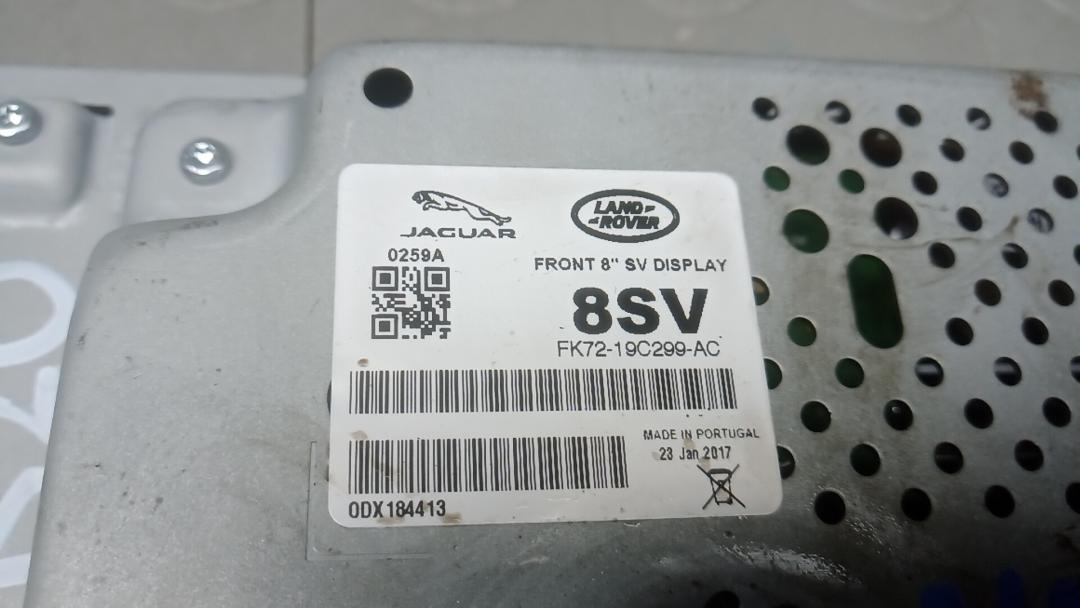 JAGUAR
LAND ROVER
0259A
FRONT 8" SV DISPLAY
8SV
FK72-19C299-AC
MADE IN PORTUGAL
23 Jan 2017
0DX184413